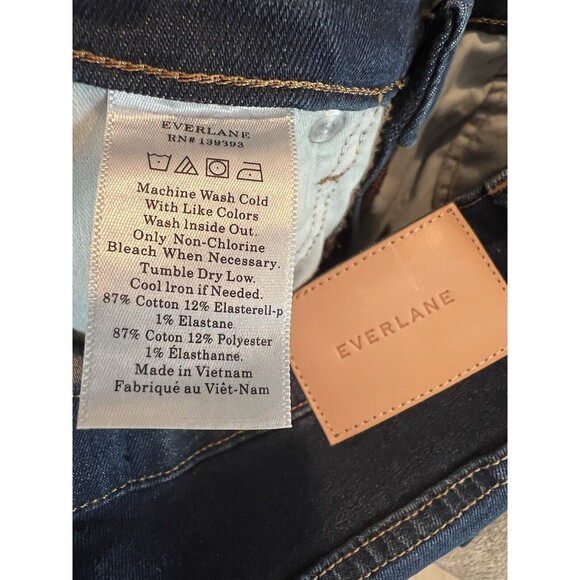 EVERLANE
RN# 139393
Machine Wash Cold
With Like Colors
Wash Inside Out.
Only Non-Chlorine
Bleach When Necessary.
Tumble Dry Low.
Cool Iron if Needed.
87% Cotton 12% Elasterell-p
1% Elastane
87% Coton 12% Polyester
1% Élasthanne.
Made in Vietnam
Fabriqué au Viêt-Nam
EVERLANE